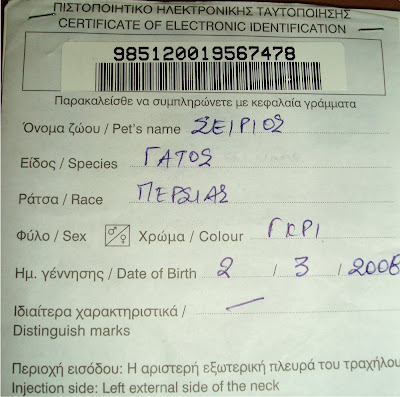 ΠΙΣΤΟΠΟΙΗΤΙΚΟ ΗΛΕΚΤΡΟΝΙΚΗΣ ΤΑΥΤΟΠΟΙΗΣΗΣ
CERTIFICATE OF ELECTRONIC IDENTIFICATION
985120019567478
Παρακαλείσθε να συμπληρώνετε με κεφαλαία γράμματα
Όνομα ζώου / Pet's name ΣΕΙΡΙΟΣ
Είδος / Species ΓΑΤΟΣ
Ράτσα / Race ΠΕΡΣΙΑΣ
Φύλο / Sex ♂/♀ Χρώμα / Colour ΓΚΡΙ
Ημ. γέννησης / Date of Birth 2 / 3 / 2008
Ιδιαίτερα χαρακτηριστικά / —
Distinguish marks
Περιοχή εισόδου: Η αριστερή εξωτερική πλευρά του τραχήλου
Injection side: Left external side of the neck